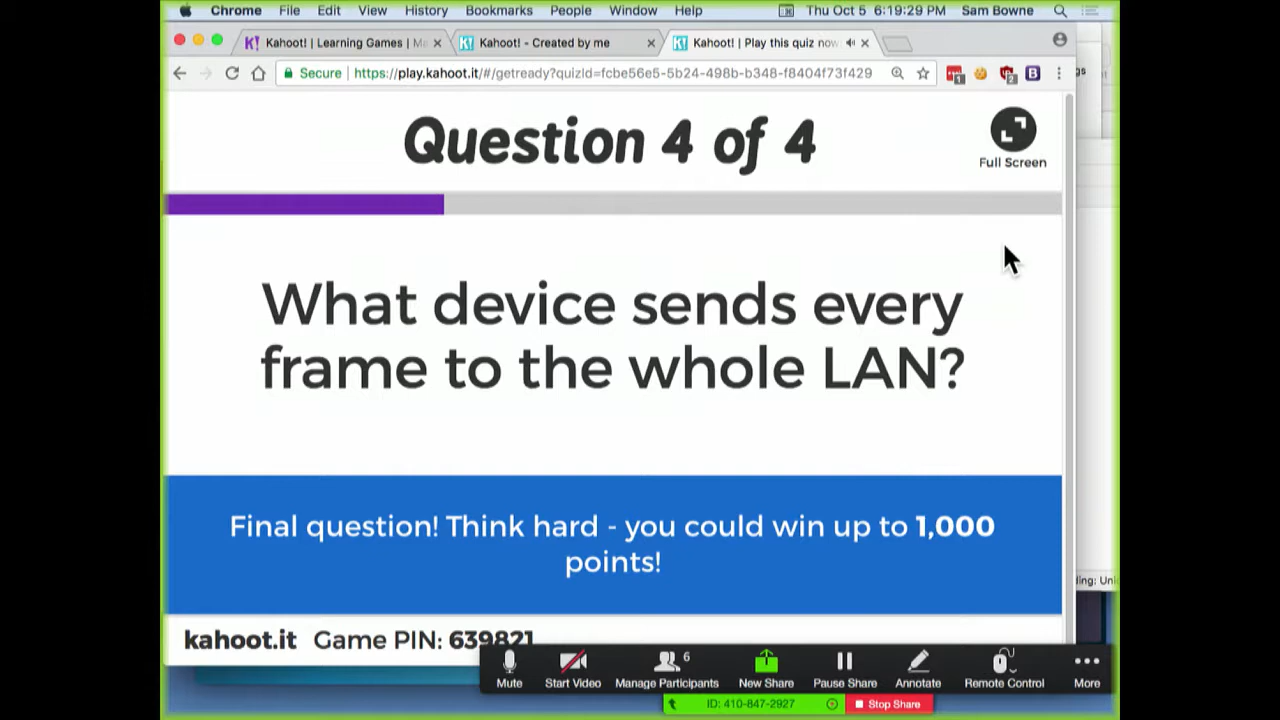 Chrome File Edit View History Bookmarks People Window Help Thu Oct 5 6:19:29 PM Sam Bowne
Kahoot! | Learning Games | Ma Kahoot! - Created by me Kahoot! | Play this quiz now
Secure https://play.kahoot.it/#/getready?quizId=fcbe56e5-5b24-498b-b348-f8404f73f429
Question 4 of 4
Full Screen
What device sends every
frame to the whole LAN?
Final question! Think hard - you could win up to 1,000
points!
ding: Uni
kahoot.it Game PIN: 639821
6
Mute Start Video Manage Participants New Share Pause Share Annotate Remote Control More
ID: 410-847-2927 Stop Share